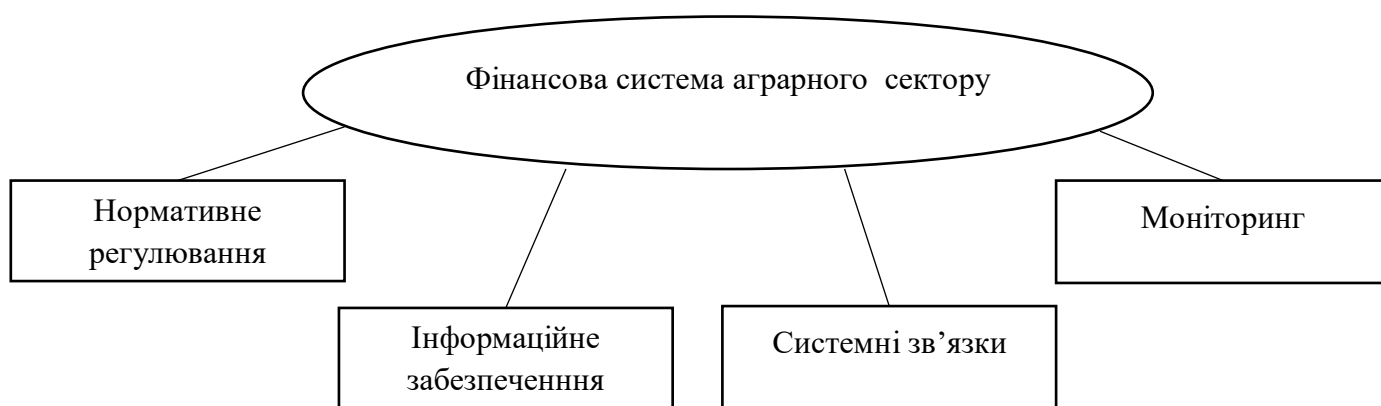 Фінансова система аграрного  сектору
Нормативне
регулювання
Моніторинг
Інформаційне
забезпеченння
Системні зв’язки